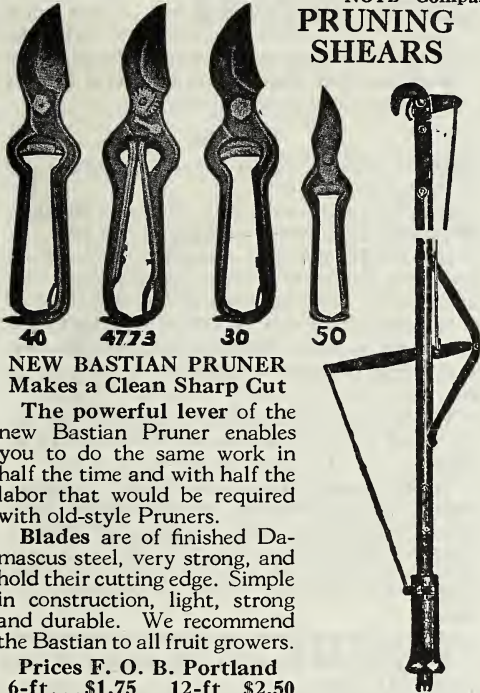 NOTE
PRUNING
SHEARS
40 4773 30 50
NEW BASTIAN PRUNER
Makes a Clean Sharp Cut
The powerful lever of the
new Bastian Pruner enables
you to do the same work in
half the time and with half the
labor that would be required
with old-style Pruners.
Blades are of finished Da-
mascus steel, very strong, and
hold their cutting edge. Simple
in construction, light, strong
and durable. We recommend
the Bastian to all fruit growers.
Prices F. O. B. Portland
6-ft... $1.75 12-ft. $2.50